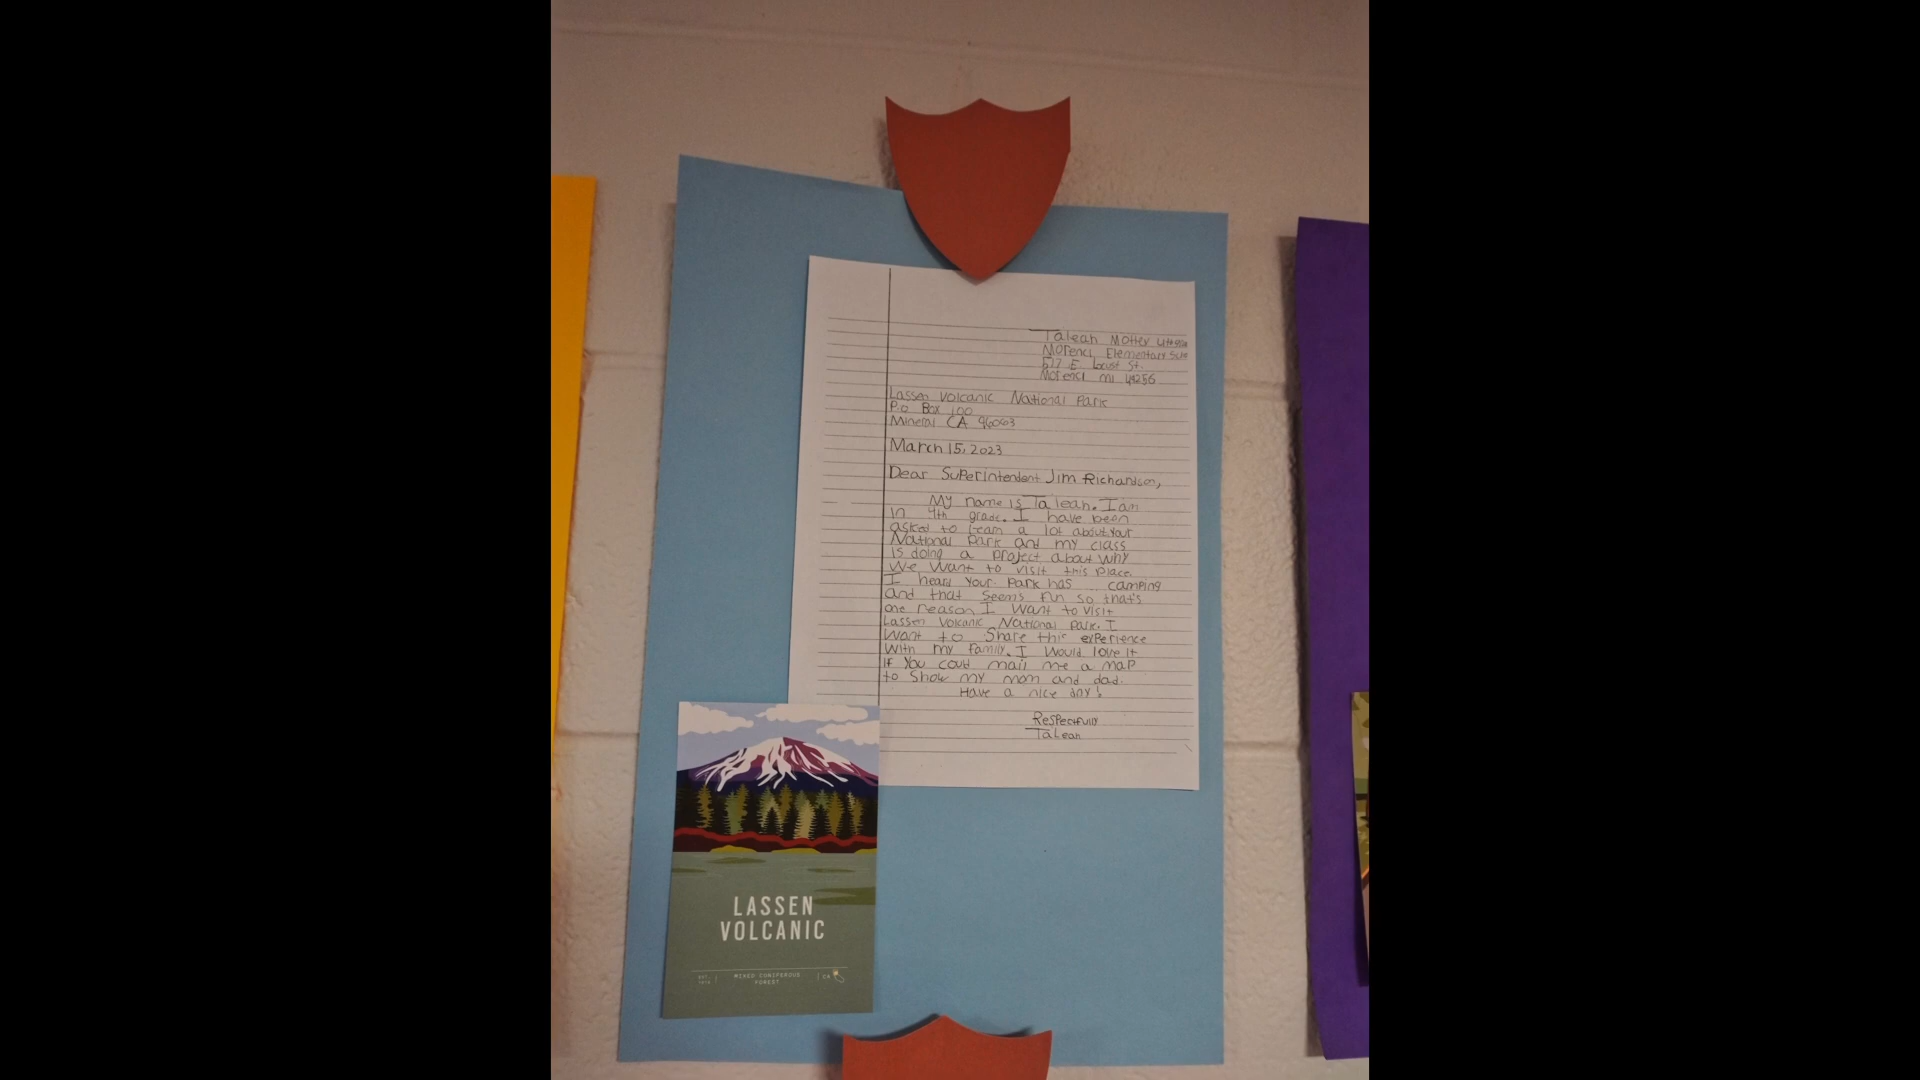 Taleah Motley
Morenci Elementary
517 E Locust St.
Morenci MI 49256
Lassen Volcanic National Park
P.o Box 100
Mineral CA 96063
March 15, 2023
Dear Superintendent Jim Richardson,
My name is Taleah. I am
in 4th grade. I have been
asked to learn a lot about your
National Park and my class
is doing a project about why
we want to visit this place.
I heard your park has camping
and that seems fun so that's
one reason I want to visit
Lassen Volcanic National park. I
want to share this experience
with my family. I would love it
if you could mail me a map
to show my mom and dad.
Have a nice day!
Respectfully
TaLeah
LASSEN
VOLCANIC
MIXED CONIFEROUS
FOREST
CA